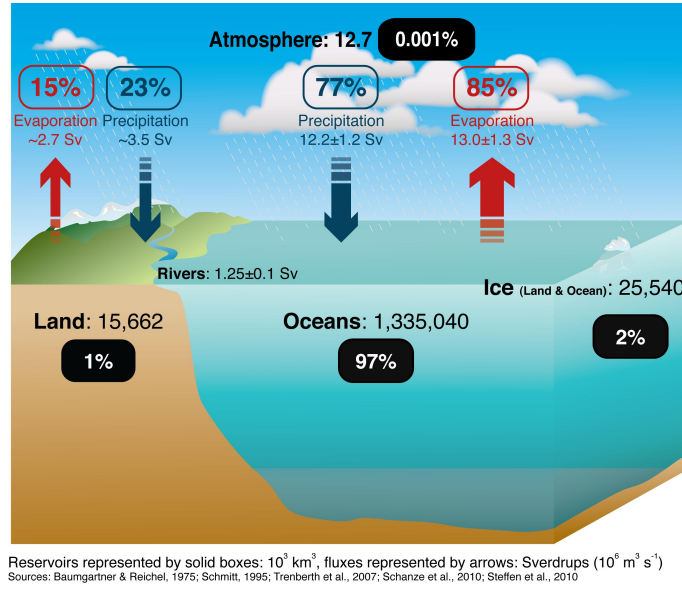 Atmosphere: 12.7 0.001%
15% 23% 77% 85%
Evaporation Precipitation Precipitation Evaporation
~2.7 Sv ~3.5 Sv 12.2±1.2 Sv 13.0±1.3 Sv
Rivers: 1.25±0.1 Sv
Ice (Land & Ocean): 25,540
Land: 15,662 Oceans: 1,335,040
1% 97% 2%
Reservoirs represented by solid boxes: 10³ km³, fluxes represented by arrows: Sverdrups (10⁶ m³ s⁻¹)
Sources: Baumgartner & Reichel, 1975; Schmitt, 1995; Trenberth et al., 2007; Schanze et al., 2010; Steffen et al., 2010